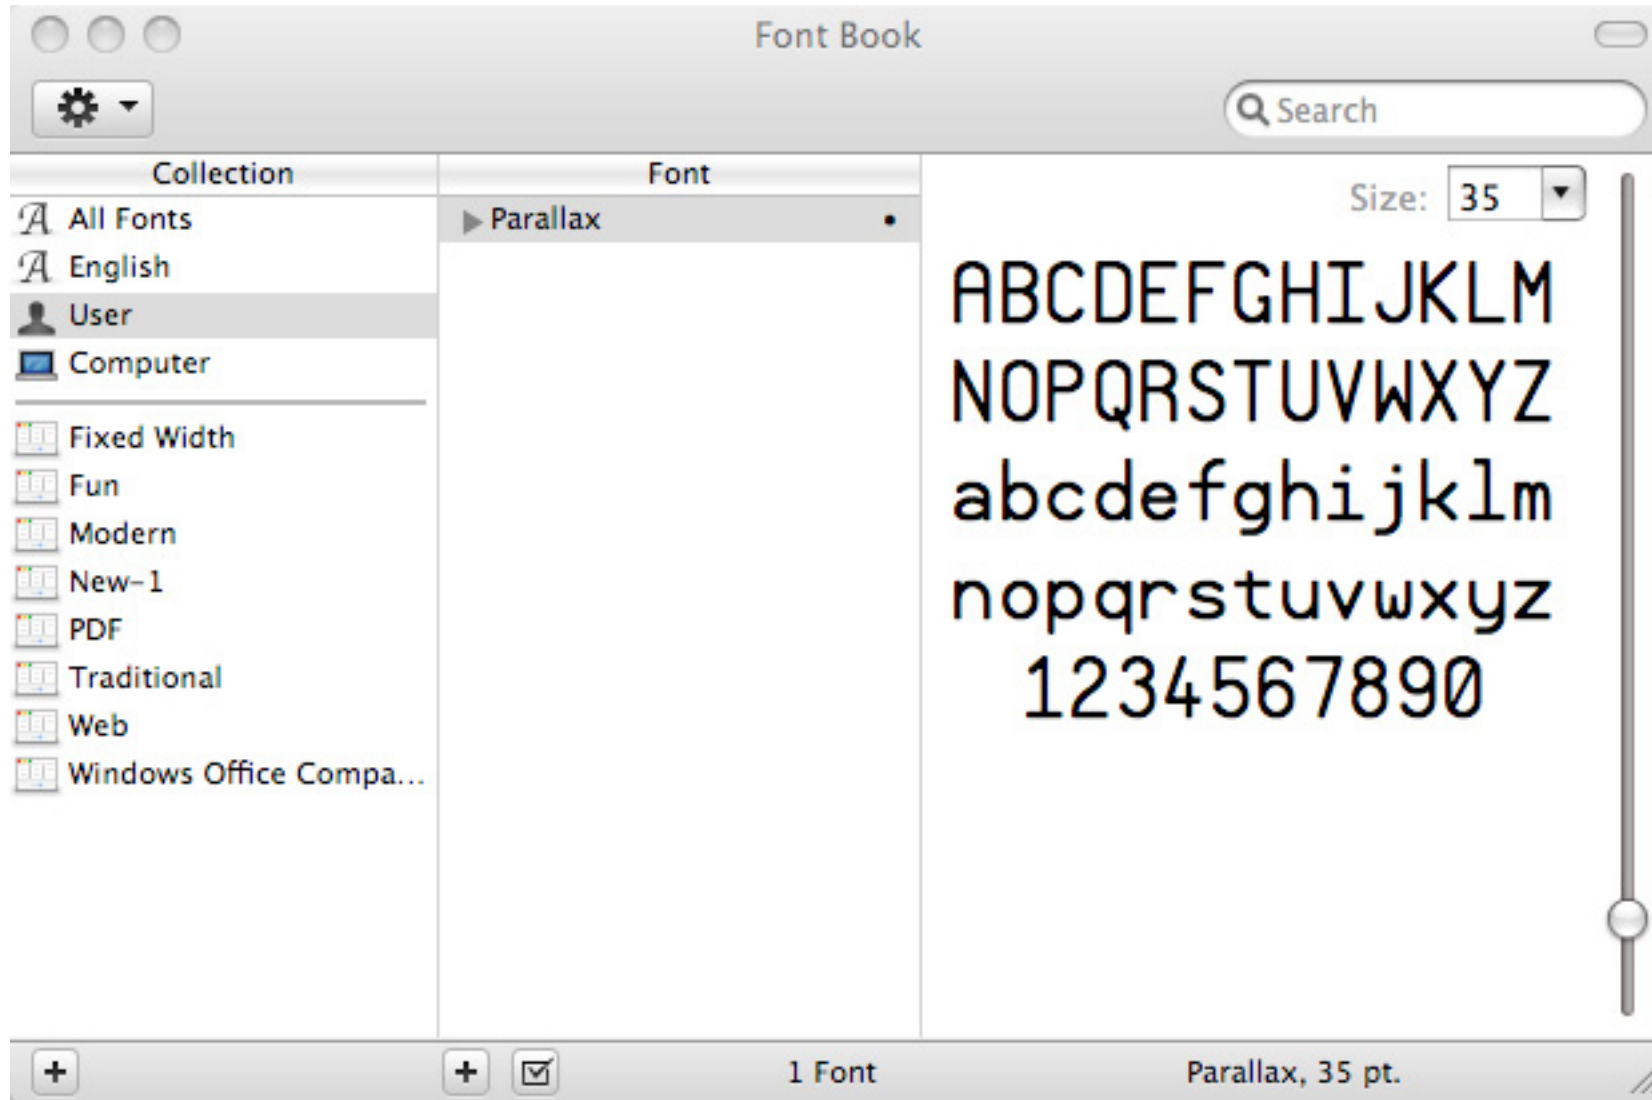 Font Book
Search
Collection
All Fonts
English
User
Computer
Fixed Width
Fun
Modern
New-1
PDF
Traditional
Web
Windows Office Compa...
Font
Parallax
Size: 35
ABCDEFGHIJKLM
NOPQRSTUVWXYZ
abcdefghijklm
nopqrstuvwxyz
1234567890
1 Font
Parallax, 35 pt.